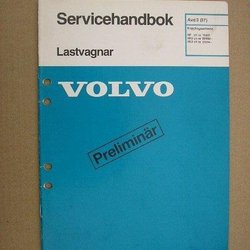 Servicehandbok
Lastvagnar
VOLVO
Preliminär